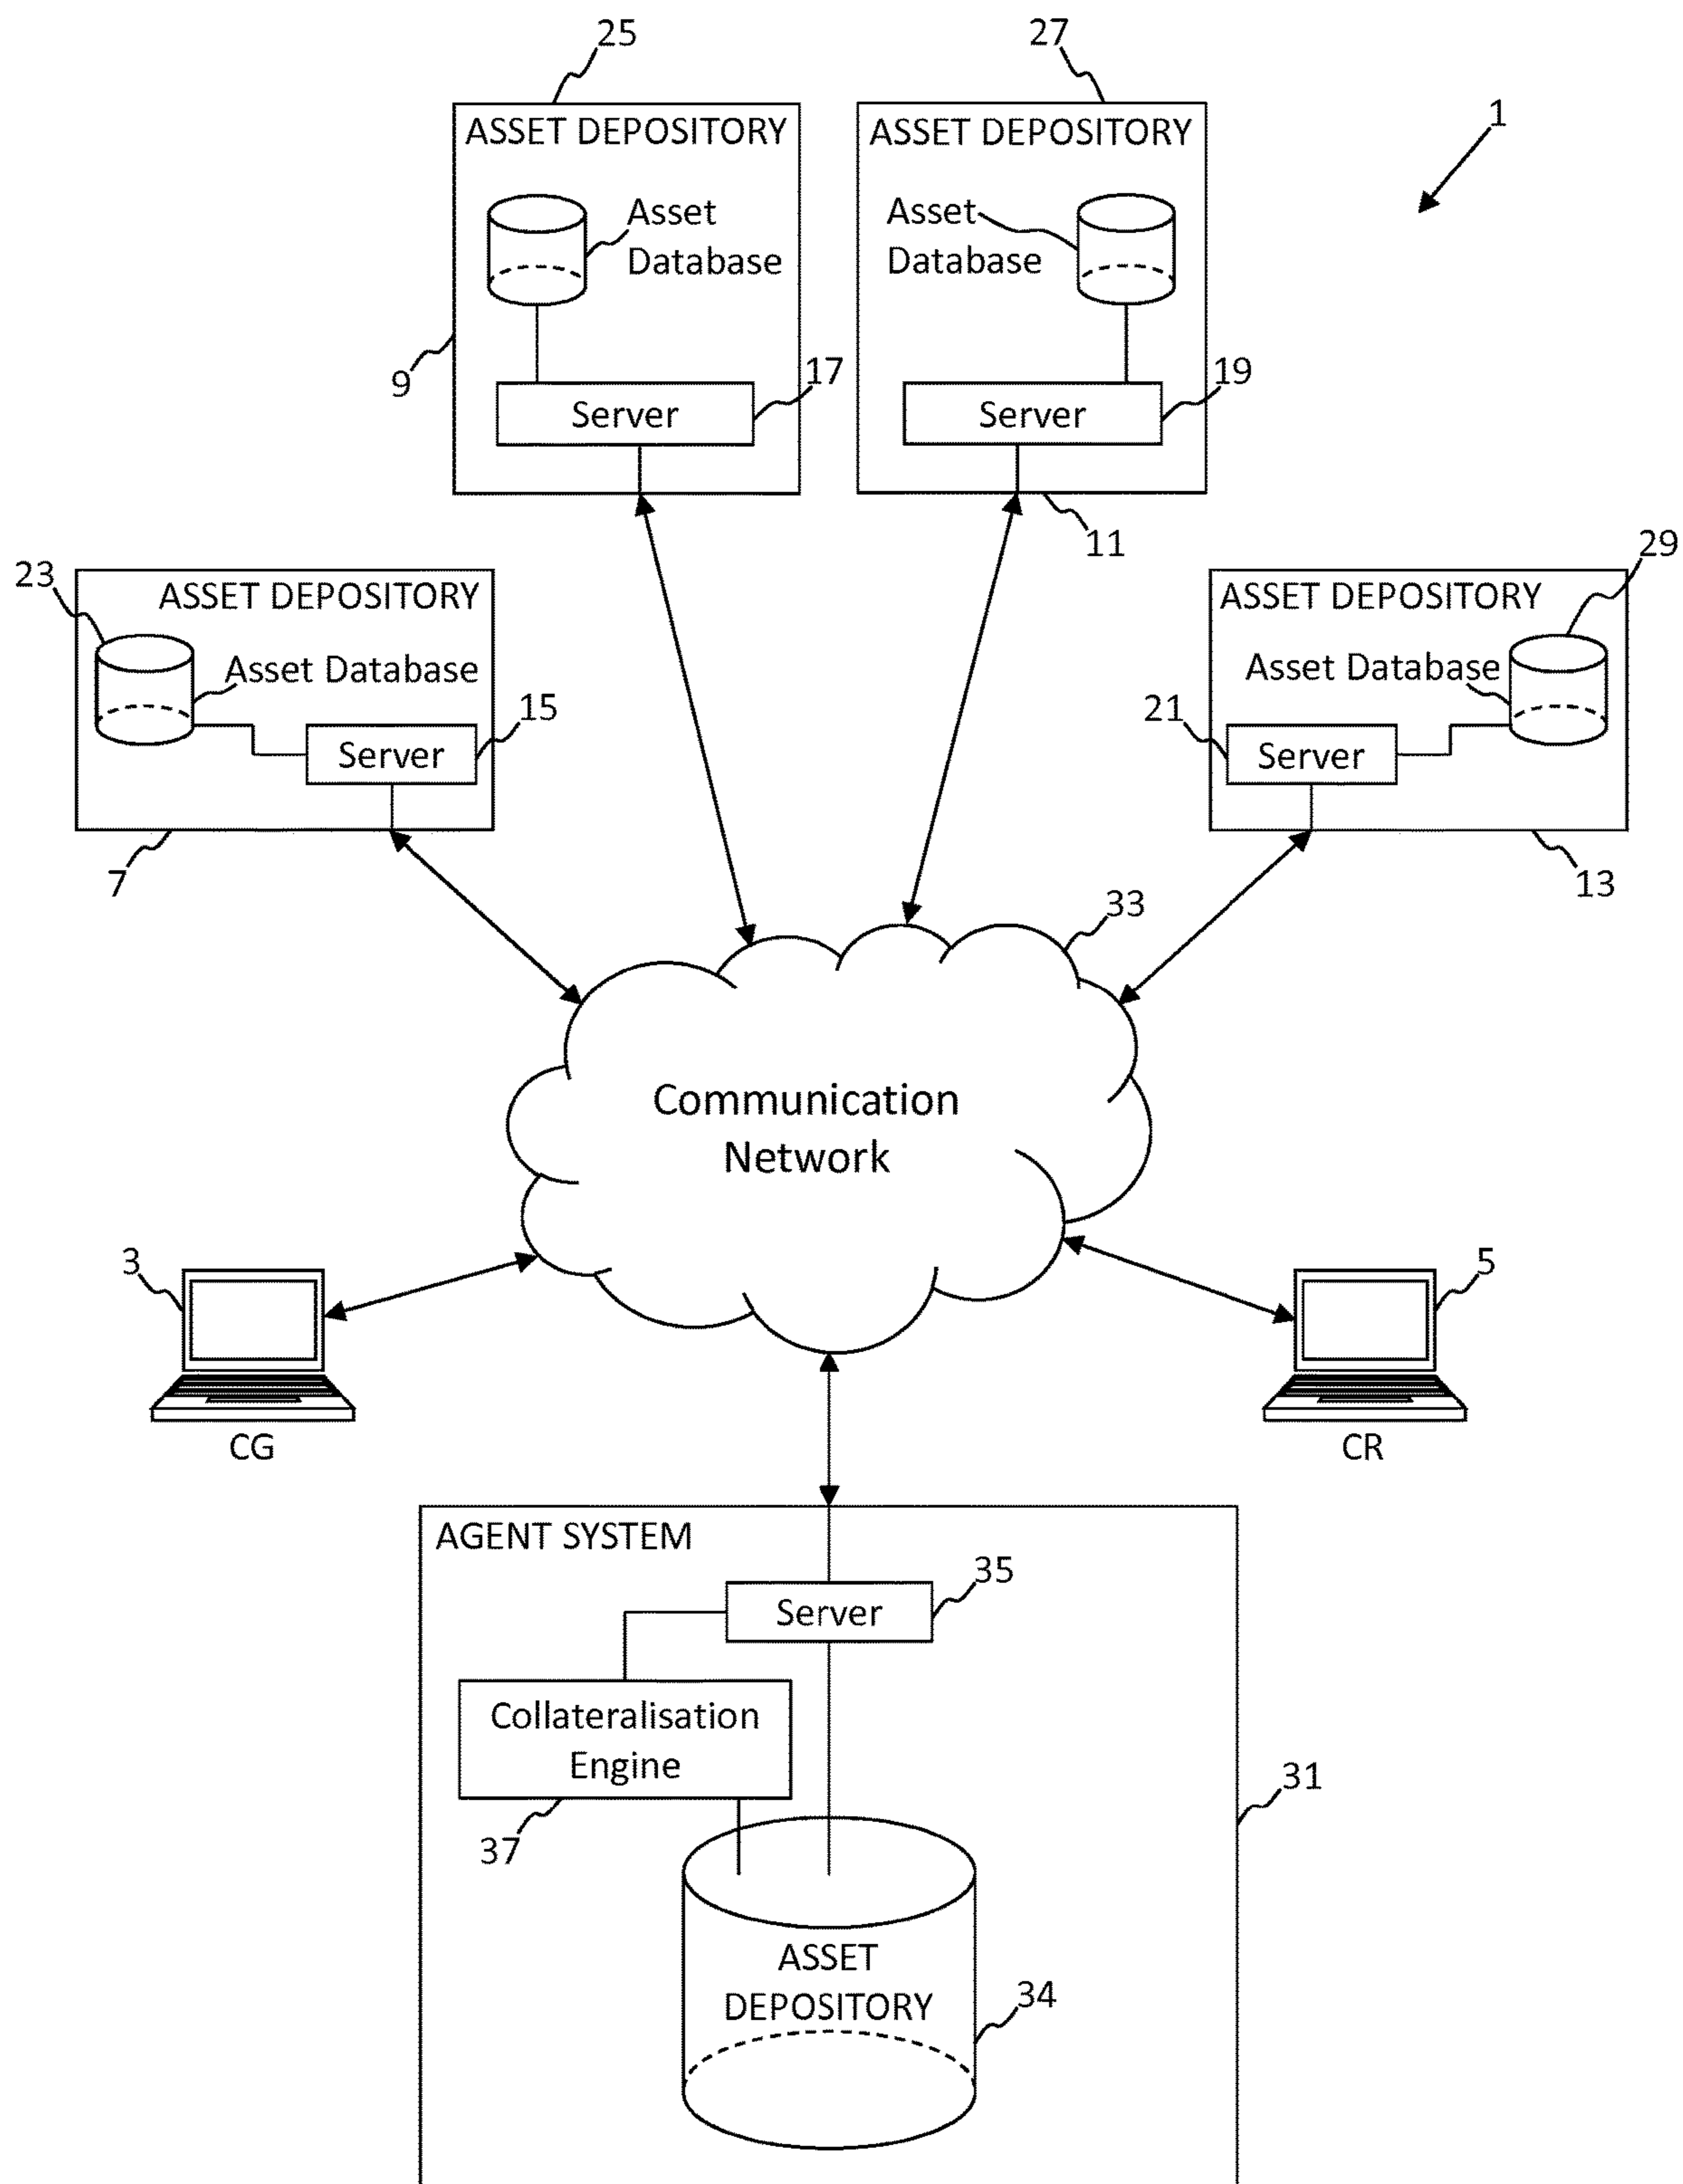 25
27
1
ASSET DEPOSITORY
ASSET DEPOSITORY
Asset
Database
Asset
Database
9
17
19
Server
Server
11
23
29
ASSET DEPOSITORY
ASSET DEPOSITORY
Asset Database
Asset Database
15
21
Server
Server
7
13
33
Communication
Network
3
5
CG
CR
AGENT SYSTEM
35
Server
Collateralisation
Engine
31
37
ASSET
DEPOSITORY
34